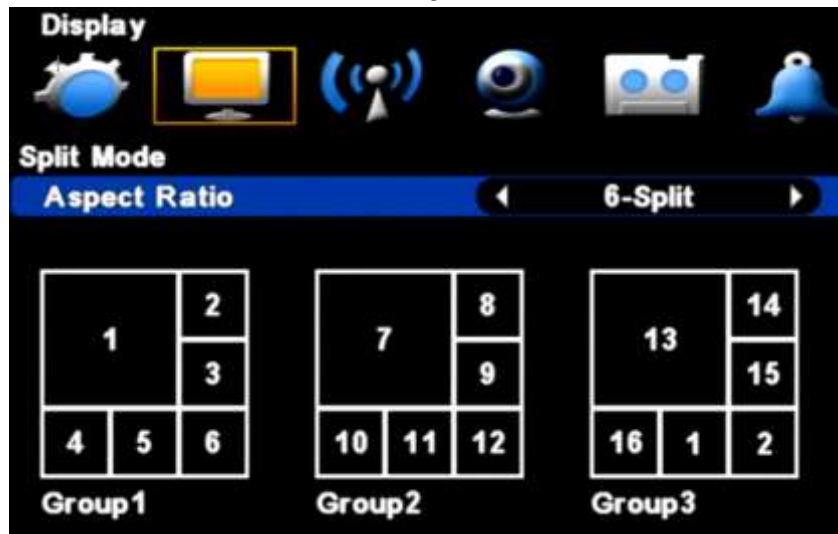 Display
Split Mode
Aspect Ratio 6-Split
1 2 3 4 5 6
7 8 9 10 11 12
13 14 15 16 1 2
Group1 Group2 Group3